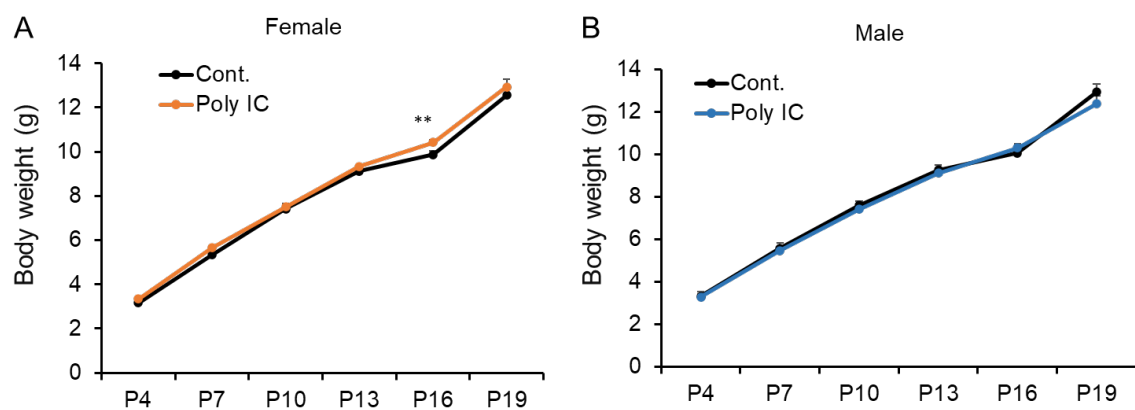 A
Female
Body weight (g)
14
12
10
8
6
4
2
0
Cont.
Poly IC
**
P4 P7 P10 P13 P16 P19
B
Male
Body weight (g)
14
12
10
8
6
4
2
0
Cont.
Poly IC
P4 P7 P10 P13 P16 P19